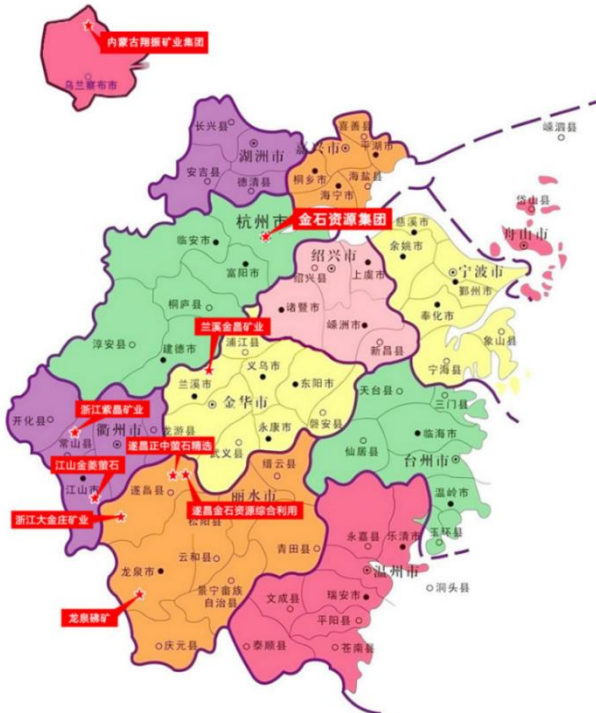 内蒙古翔振矿业集团
乌兰察布市
长兴县
湖洲市
安吉县
德清县
嘉善县
嘉兴市
平湖市
桐乡市
海盐县
海宁市
嵊泗县
岱山县
舟山市
杭州市
金石资源集团
临安市
富阳市
桐庐县
淳安县
建德市
慈溪市
余姚市
宁波市
鄞州市
奉化市
象山县
宁海县
绍兴市
绍兴县
上虞市
诸暨市
嵊洲市
新昌县
兰溪金昌矿业
浦江县
义乌市
兰溪市
东阳市
金华市
磐安县
永康市
武义县
龙游县
开化县
浙江紫晶矿业
常山县
衢州市
江山金菱萤石
江山市
遂昌正中萤石精选
天台县
三门县
仙居县
临海市
台州市
温岭市
玉环县
缙云县
遂昌县
丽水市
遂昌金石资源综合利用
浙江大金庄矿业
松阳县
云和县
青田县
龙泉市
景宁畲族
自治县
龙泉砩矿
庆元县
永嘉县
乐清市
温州市
洞头县
文成县
瑞安市
平阳县
泰顺县
苍南县